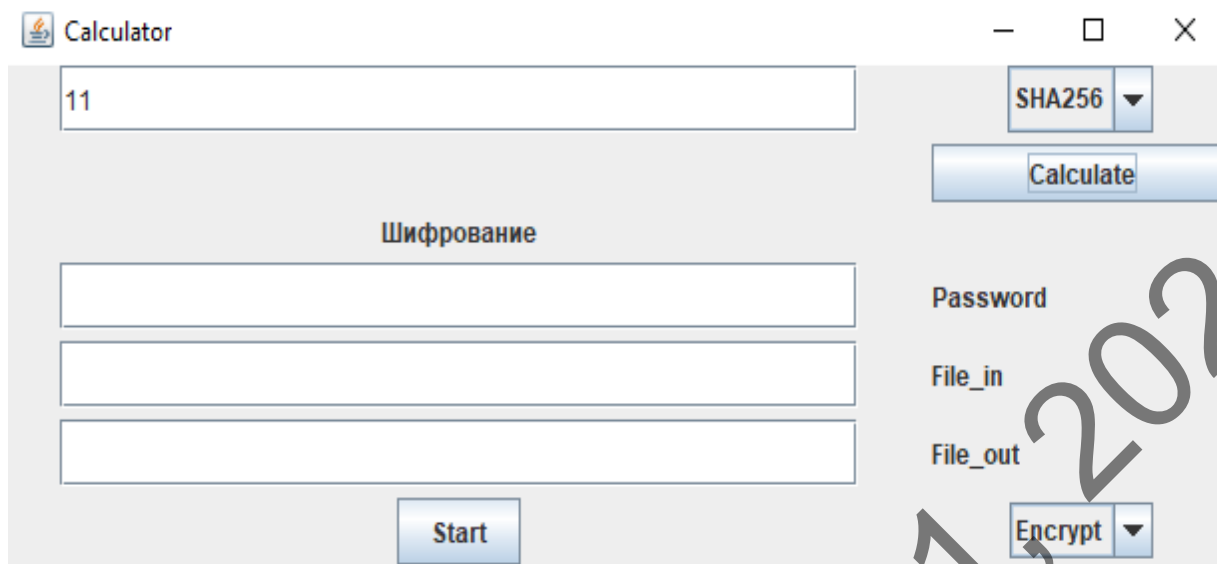 Calculator
11 SHA256
Calculate
Шифрование
Password
File_in
File_out
Start Encrypt